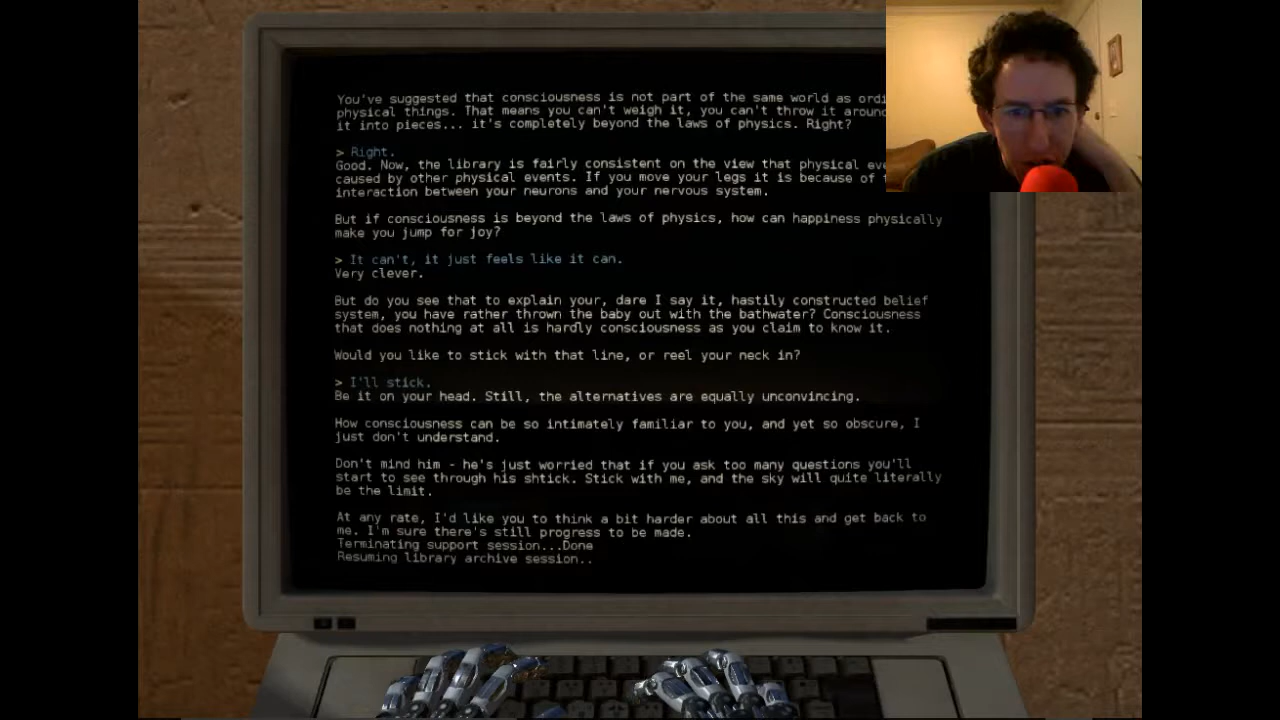 You've suggested that consciousness is not part of the same world as
physical things. That means you can't weigh it, you can't throw it
it into pieces... it's completely beyond the laws of physics. Right?
> Right.
Good. Now, the library is fairly consistent on the view that physical
caused by other physical events. If you move your legs it is because of
interaction between your neurons and your nervous system.
But if consciousness is beyond the laws of physics, how can happiness physically
make you jump for joy?
> It can't, it just feels like it can.
Very clever.
But do you see that to explain your, dare I say it, hastily constructed belief
system, you have rather thrown the baby out with the bathwater? Consciousness
that does nothing at all is hardly consciousness as you claim to know it.
Would you like to stick with that line, or reel your neck in?
> I'll stick.
Be it on your head. Still, the alternatives are equally unconvincing.
How consciousness can be so intimately familiar to you, and yet so obscure, I
just don't understand.
Don't mind him - he's just worried that if you ask too many questions you'll
start to see through his shtick. Stick with me, and the sky will quite literally
be the limit.
At any rate, I'd like you to think a bit harder about all this and get back to
me. I'm sure there's still progress to be made.
Terminating support session...Done
Resuming library archive session..